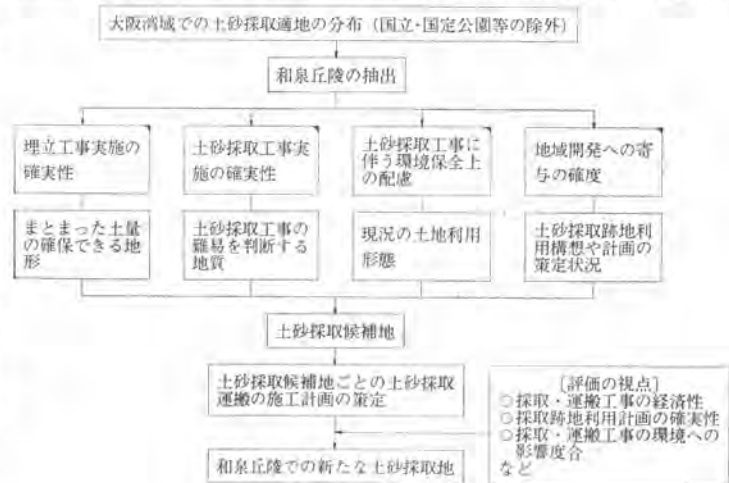 大阪湾域での土砂採取適地の分布（国立・国定公園等の除外）
和泉丘陵の抽出
埋立工事実施の
確実性
土砂採取工事実
施の確実性
土砂採取工事に
伴う環境保全上
の配慮
地域開発への寄
与の確度
まとまった土量
の確保できる地
形
土砂採取工事の
難易を判断する
地質
現況の土地利用
形態
土砂採取跡地利
用構想や計画の
策定状況
土砂採取候補地
土砂採取候補地ごとの土砂採取
運搬の施工計画の策定
［評価の視点］
○採取・運搬工事の経済性
○採取跡地利用計画の確実性
○採取・運搬工事の環境への
影響度合
など
和泉丘陵での新たな土砂採取地